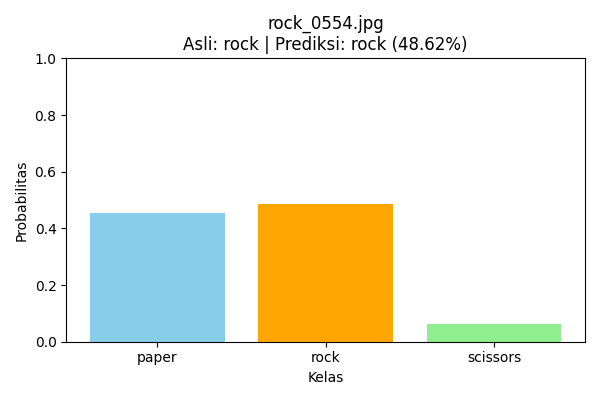 rock_0554.jpg
Asli: rock | Prediksi: rock (48.62%)
1.0
0.8
0.6
0.4
0.2
0.0
Probabilitas
paper rock scissors
Kelas